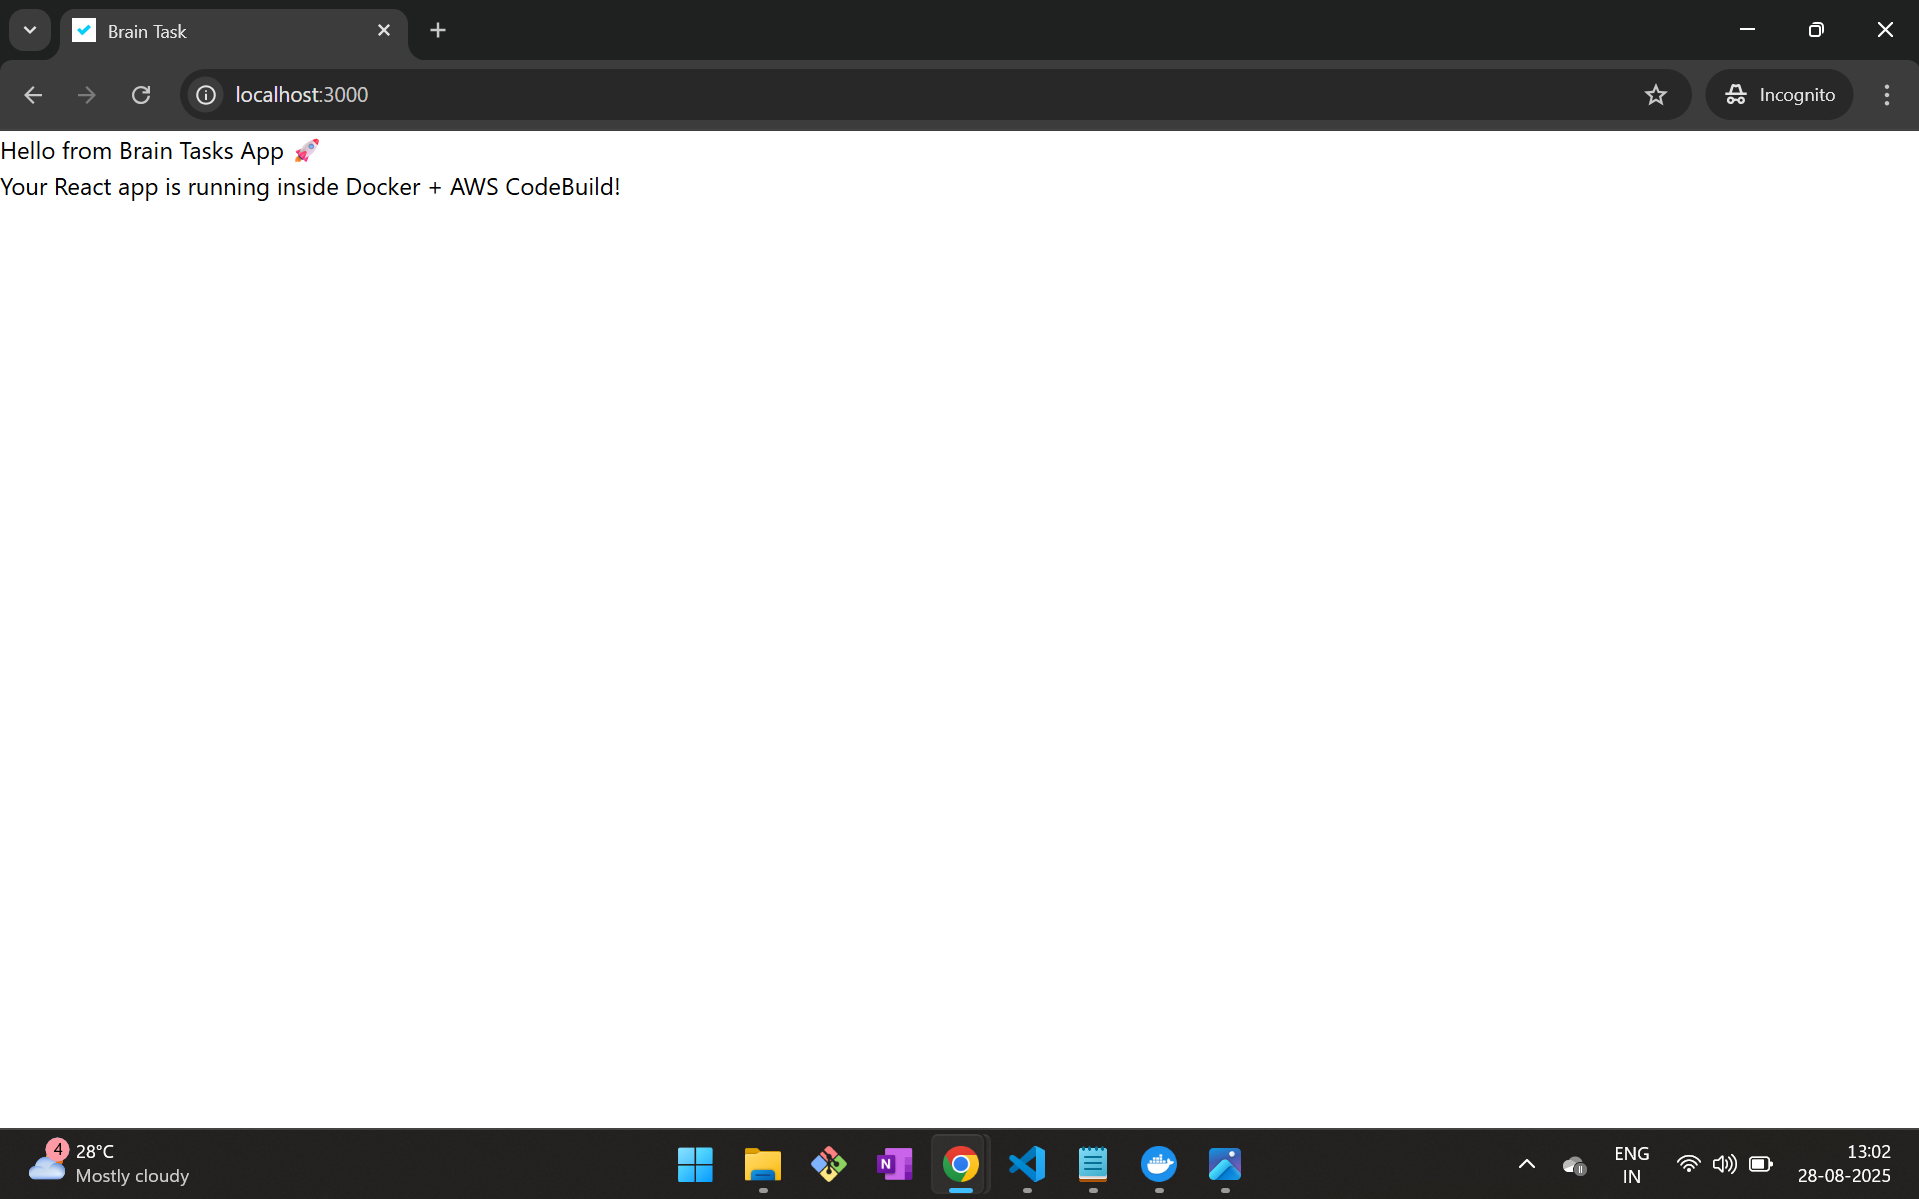 Brain Task
localhost:3000
Incognito
Hello from Brain Tasks App 🚀
Your React app is running inside Docker + AWS CodeBuild!
4
28°C
Mostly cloudy
N
ENG
IN
13:02
28-08-2025